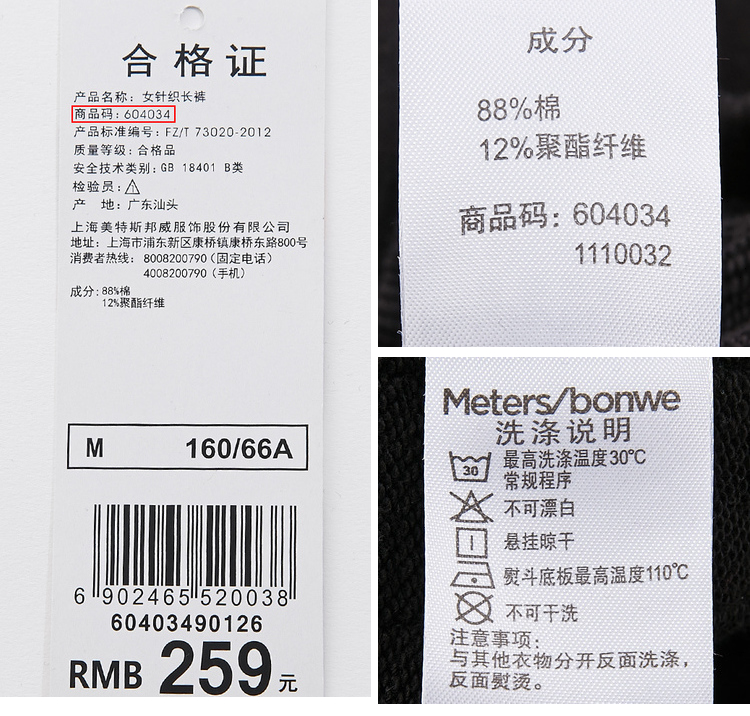 合格证
产品名称: 女针织长裤
商品码: 604034
产品标准编号: FZ/T 73020-2012
质量等级: 合格品
安全技术类别: GB 18401 B类
检验员:
产 地: 广东汕头
上海美特斯邦威服饰股份有限公司
地址: 上海市浦东新区康桥镇康桥东路800号
消费者热线: 8008200790 (固定电话)
4008200790 (手机)
成分: 88%棉
12%聚酯纤维
M 160/66A
6 902465 520038
60403490126
RMB 259元
成分
88%棉
12%聚酯纤维
商品码: 604034
1110032
Meters/bonwe
洗涤说明
30 最高洗涤温度30℃
常规程序
不可漂白
悬挂晾干
熨斗底板最高温度110℃
不可干洗
注意事项:
与其他衣物分开反面洗涤,
反面熨烫。